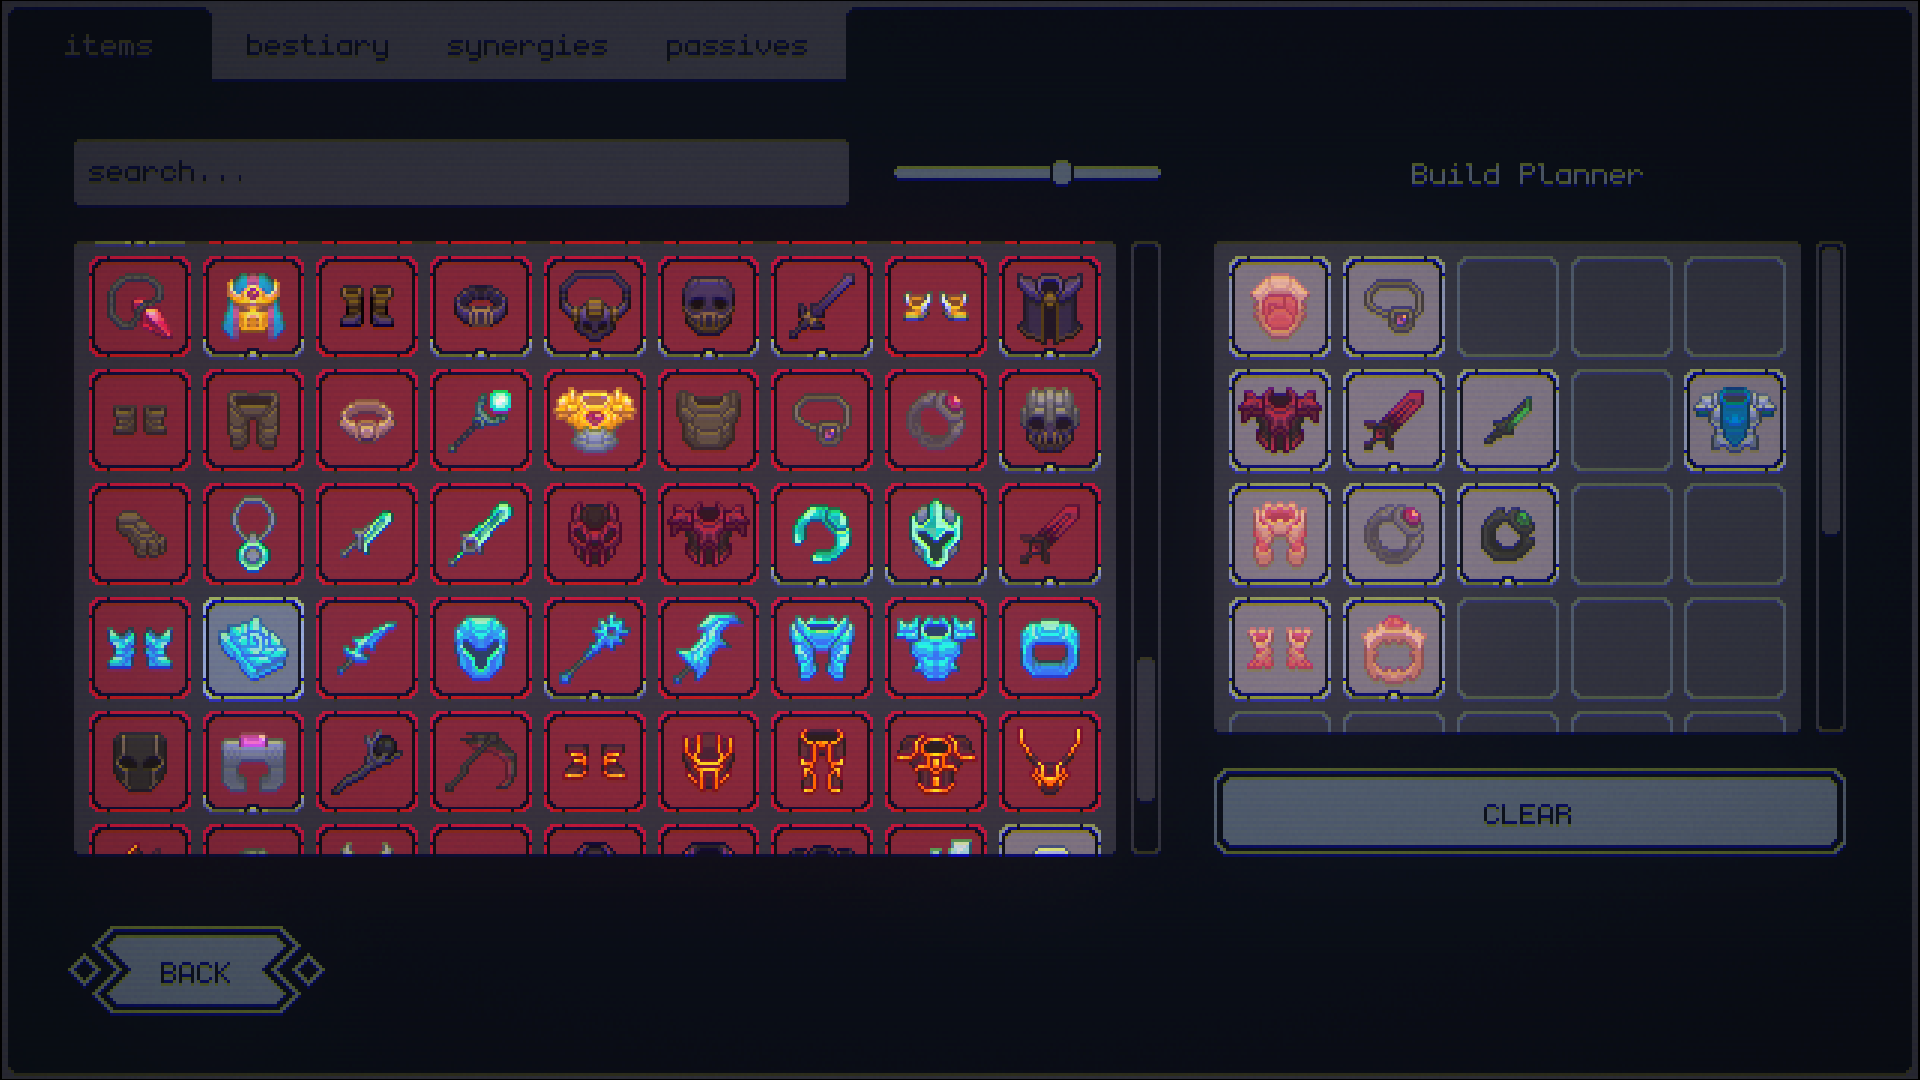 items bestiary synergies passives
search...
Build Planner
CLEAR
BACK